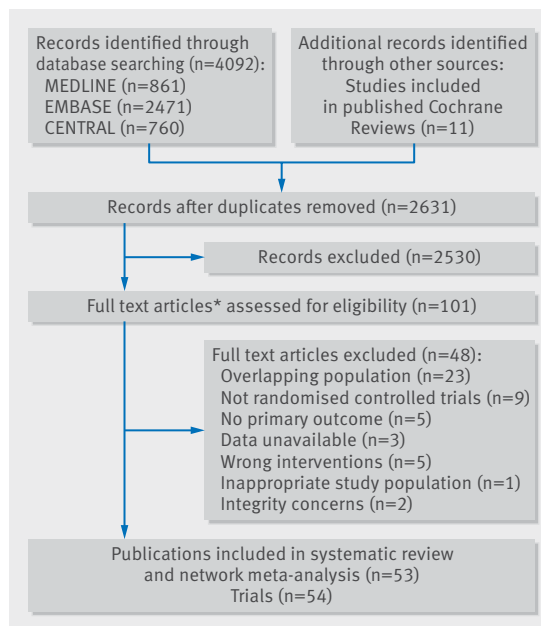 Records identified through
database searching (n=4092):
MEDLINE (n=861)
EMBASE (n=2471)
CENTRAL (n=760)
Additional records identified
through other sources:
Studies included
in published Cochrane
Reviews (n=11)
Records after duplicates removed (n=2631)
Records excluded (n=2530)
Full text articles* assessed for eligibility (n=101)
Full text articles excluded (n=48):
Overlapping population (n=23)
Not randomised controlled trials (n=9)
No primary outcome (n=5)
Data unavailable (n=3)
Wrong interventions (n=5)
Inappropriate study population (n=1)
Integrity concerns (n=2)
Publications included in systematic review
and network meta-analysis (n=53)
Trials (n=54)